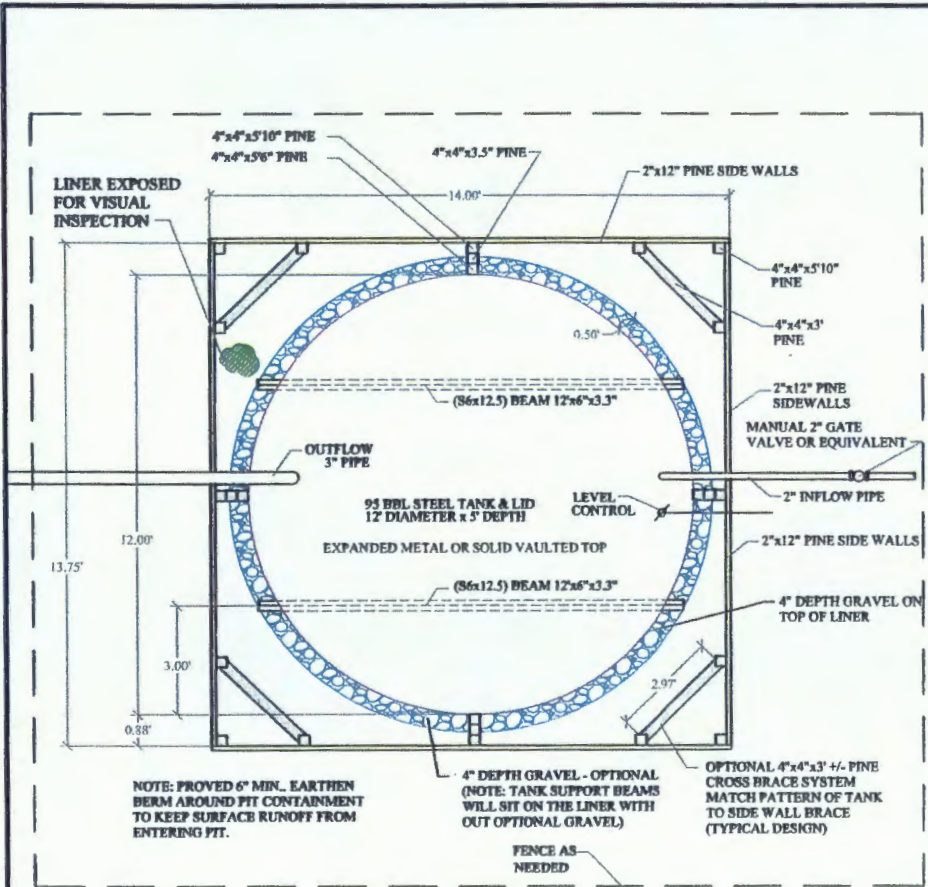 4"x4"x5'10" PINE
4"x4"x5'6" PINE
4"x4"x3.5" PINE
2"x12" PINE SIDE WALLS
LINER EXPOSED
FOR VISUAL
INSPECTION
14.00'
4"x4"x5'10"
PINE
4"x4"x3'
PINE
0.50'
(S6x12.5) BEAM 12'x6"x3.3"
2"x12" PINE
SIDEWALLS
MANUAL 2" GATE
VALVE OR EQUIVALENT
OUTFLOW
3" PIPE
2" INFLOW PIPE
95 BBL STEEL TANK & LID
12' DIAMETER x 5' DEPTH
LEVEL
CONTROL
EXPANDED METAL OR SOLID VAULTED TOP
2"x12" PINE SIDE WALLS
12.00'
13.75'
(S6x12.5) BEAM 12'x6"x3.3"
4" DEPTH GRAVEL ON
TOP OF LINER
3.00'
2.97'
0.88'
NOTE: PROVED 6" MIN.. EARTHEN
BERM AROUND PIT CONTAINMENT
TO KEEP SURFACE RUNOFF FROM
ENTERING PIT.
4" DEPTH GRAVEL - OPTIONAL
(NOTE: TANK SUPPORT BEAMS
WILL SIT ON THE LINER WITH
OUT OPTIONAL GRAVEL)
OPTIONAL 4"x4"x3' +/- PINE
CROSS BRACE SYSTEM
MATCH PATTERN OF TANK
TO SIDE WALL BRACE
(TYPICAL DESIGN)
FENCE AS
NEEDED